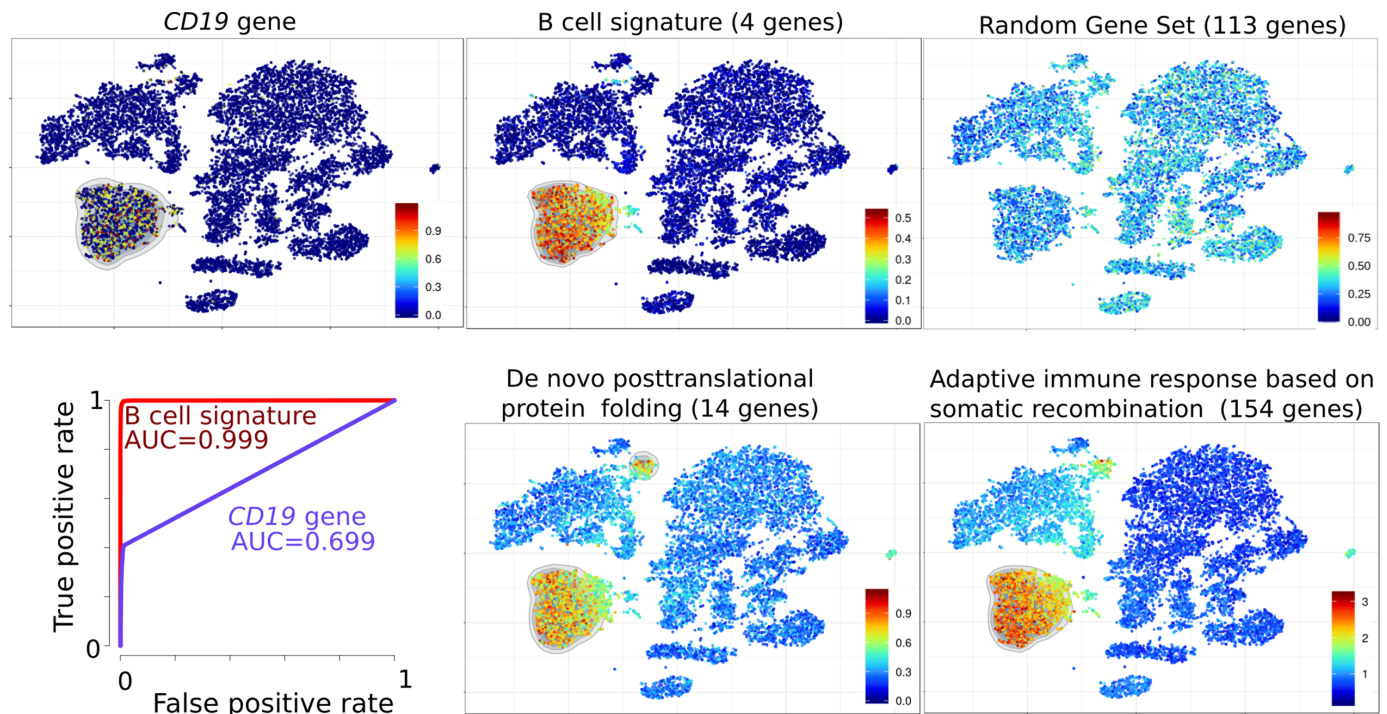 CD19 gene
B cell signature (4 genes)
Random Gene Set (113 genes)
0.9
0.6
0.3
0.0
0.5
0.4
0.3
0.2
0.1
0.0
0.75
0.50
0.25
0.00
De novo posttranslational
protein folding (14 genes)
Adaptive immune response based on
somatic recombination (154 genes)
True positive rate
1
B cell signature
AUC=0.999
CD19 gene
AUC=0.699
0
0
1
False positive rate
0.9
0.6
0.3
0.0
3
2
1